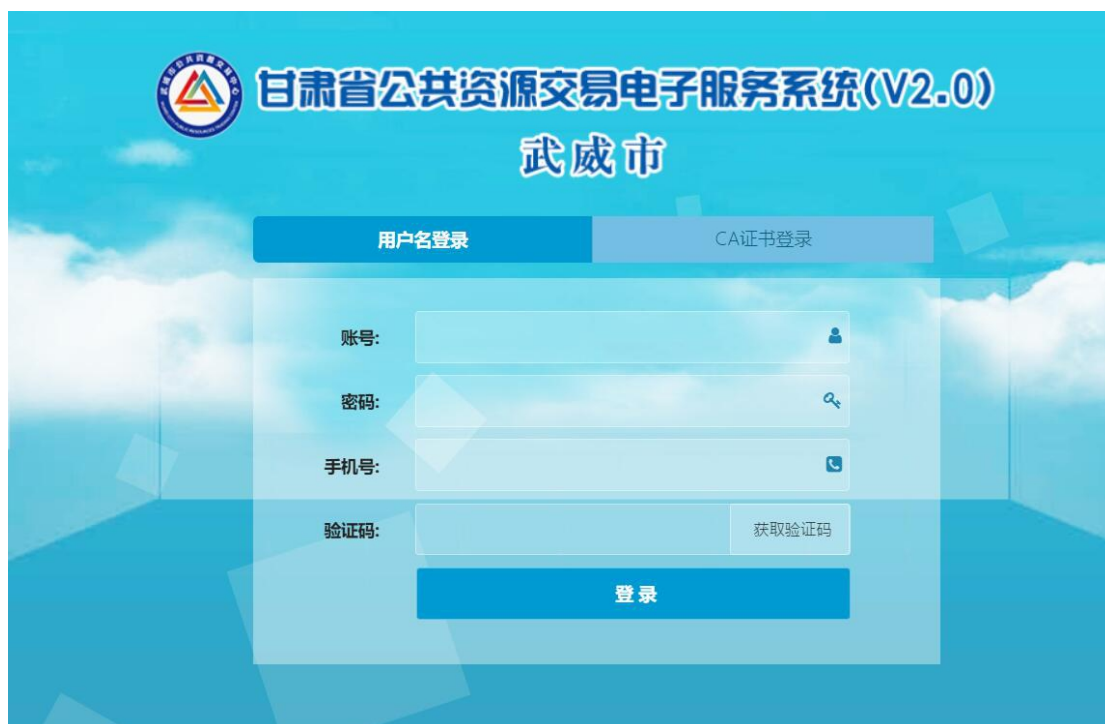 甘肃省公共资源交易电子服务系统(V2.0)
武威市
用户名登录
CA证书登录
账号:
密码:
手机号:
验证码:
获取验证码
登录